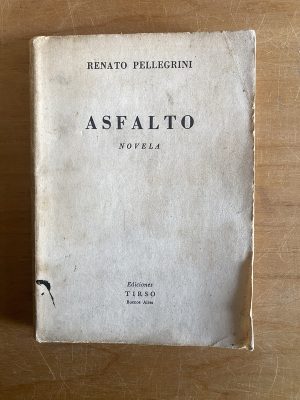 RENATO PELLEGRINI
ASFALTO
NOVELA
Ediciones
TIRSO
Buenos Aires